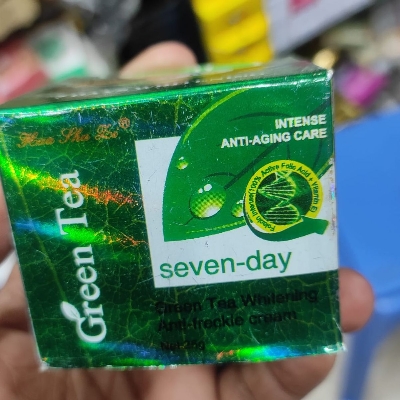 Green Tea
INTENSE
ANTI-AGING CARE
seven-day
Green Tea Whitening
Anti-freckle cream